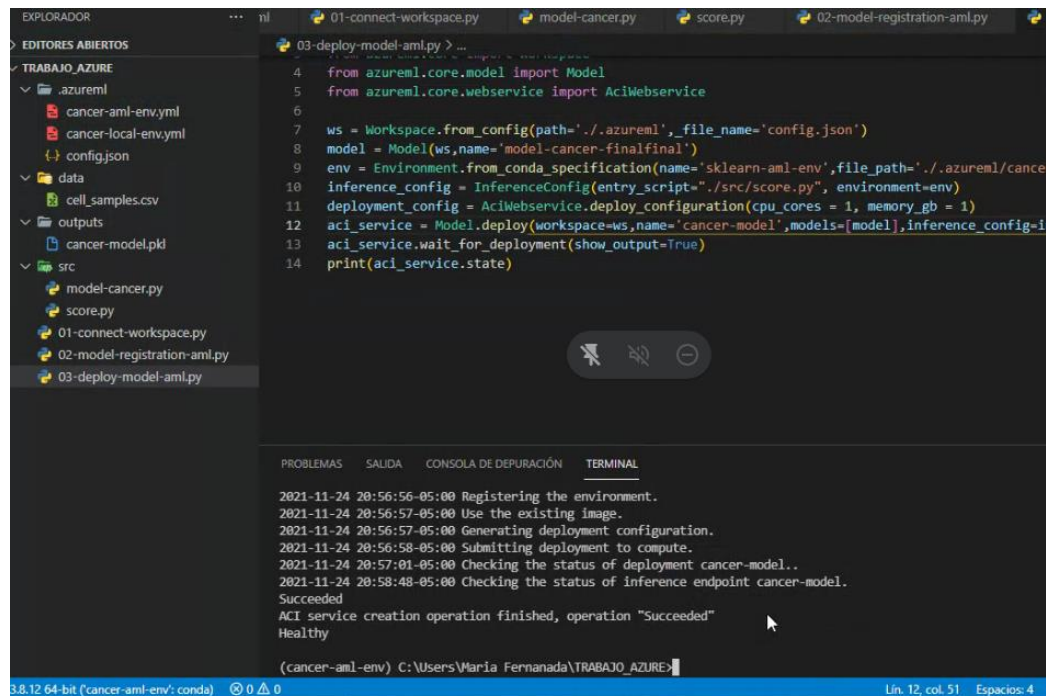 EXPLORADOR
···
ml
01-connect-workspace.py
model-cancer.py
score.py
02-model-registration-aml.py
EDITORES ABIERTOS
03-deploy-model-aml.py > ...
TRABAJO_AZURE
.azureml
cancer-aml-env.yml
cancer-local-env.yml
config.json
data
cell_samples.csv
outputs
cancer-model.pkl
src
model-cancer.py
score.py
01-connect-workspace.py
02-model-registration-aml.py
03-deploy-model-aml.py
4 from azureml.core.model import Model
5 from azureml.core.webservice import AciWebservice
6
7 ws = Workspace.from_config(path='./.azureml',_file_name='config.json')
8 model = Model(ws,name='model-cancer-finalfinal')
9 env = Environment.from_conda_specification(name='sklearn-aml-env',file_path='./.azureml/cance
10 inference_config = InferenceConfig(entry_script="./src/score.py", environment=env)
11 deployment_config = AciWebservice.deploy_configuration(cpu_cores = 1, memory_gb = 1)
12 aci_service = Model.deploy(workspace=ws,name='cancer-model',models=[model],inference_config=i
13 aci_service.wait_for_deployment(show_output=True)
14 print(aci_service.state)
PROBLEMAS SALIDA CONSOLA DE DEPURACIÓN TERMINAL
2021-11-24 20:56:56-05:00 Registering the environment.
2021-11-24 20:56:57-05:00 Use the existing image.
2021-11-24 20:56:57-05:00 Generating deployment configuration.
2021-11-24 20:56:58-05:00 Submitting deployment to compute.
2021-11-24 20:57:01-05:00 Checking the status of deployment cancer-model..
2021-11-24 20:58:48-05:00 Checking the status of inference endpoint cancer-model.
Succeeded
ACI service creation operation finished, operation "Succeeded"
Healthy
(cancer-aml-env) C:\Users\Maria Fernanada\TRABAJO_AZURE>
3.8.12 64-bit ('cancer-aml-env': conda) 0 0 Lín. 12, col. 51 Espacios: 4